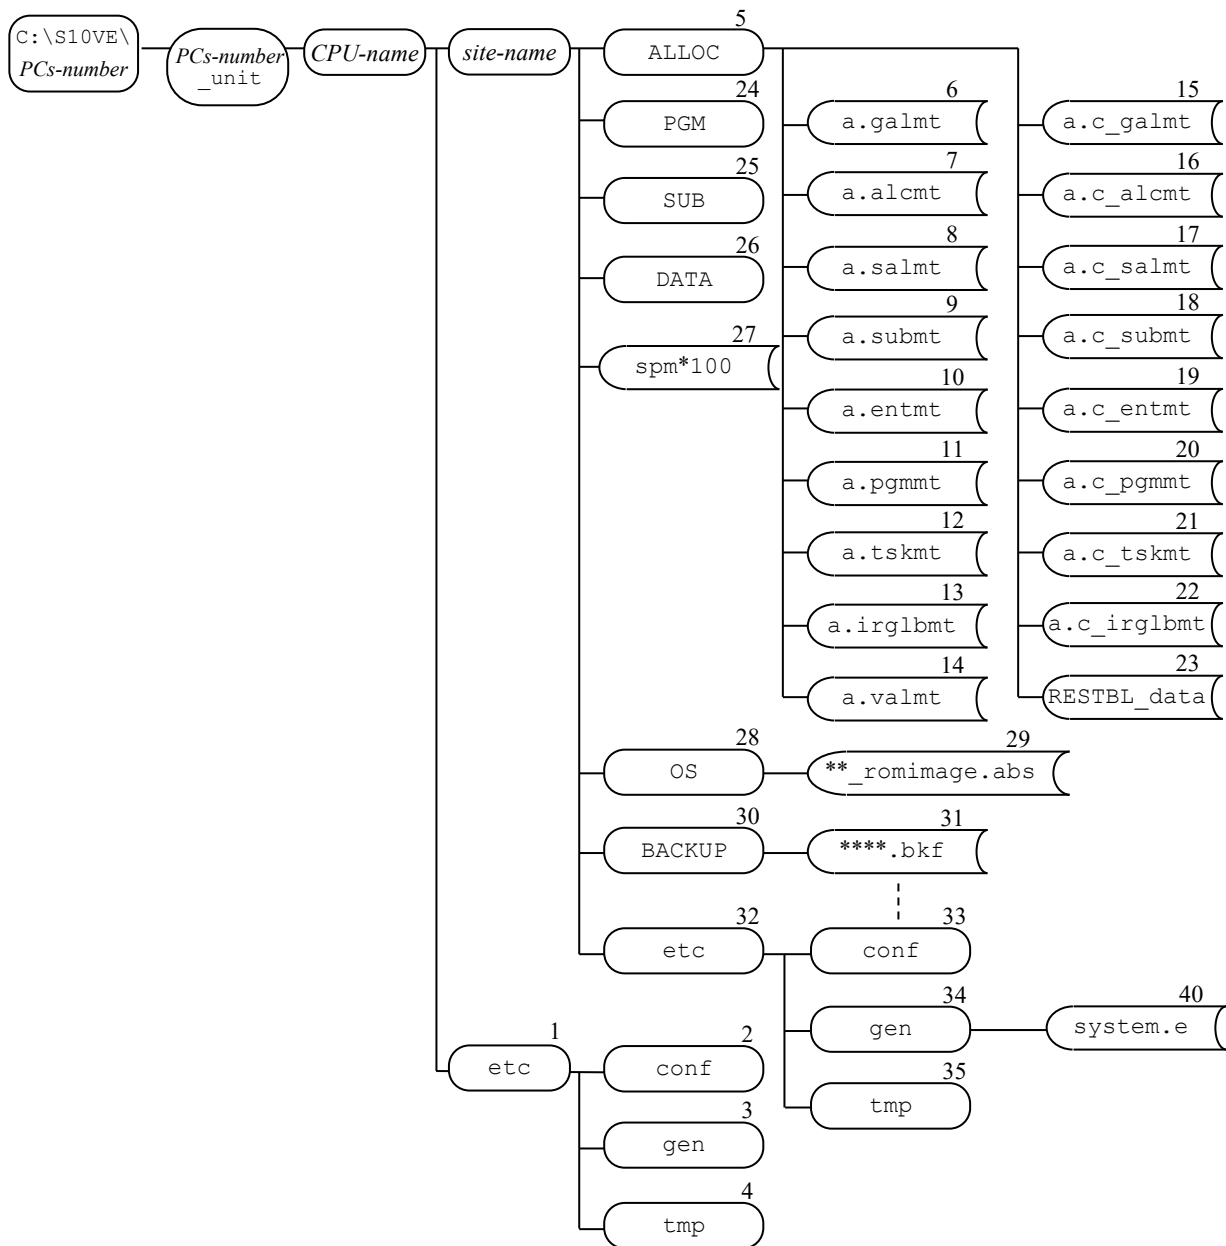 C:\S10VE\
PCs-number
PCs-number
_unit
CPU-name
site-name
5
ALLOC
24
PGM
25
SUB
26
DATA
27
spm*100
6
a.galmt
7
a.alcmt
8
a.salmt
9
a.submt
10
a.entmt
11
a.pgmmt
12
a.tskmt
13
a.irglbmt
14
a.valmt
15
a.c_galmt
16
a.c_alcmt
17
a.c_salmt
18
a.c_submt
19
a.c_entmt
20
a.c_pgmmt
21
a.c_tskmt
22
a.c_irglbmt
23
RESTBL_data
28
OS
29
**_romimage.abs
30
BACKUP
31
****.bkf
32
etc
33
conf
34
gen
40
system.e
35
tmp
1
etc
2
conf
3
gen
4
tmp